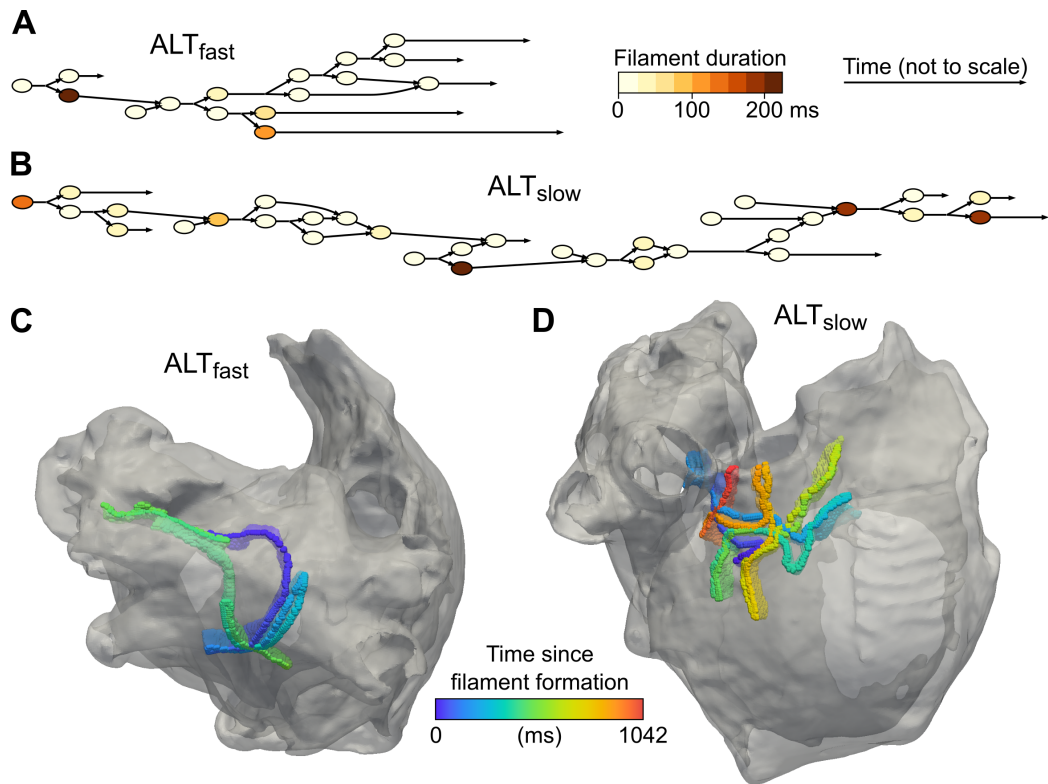 A
ALTfast
Filament duration
0 100 200 ms
Time (not to scale)
B
ALTslow
C
ALTfast
D
ALTslow
Time since
filament formation
0 (ms) 1042